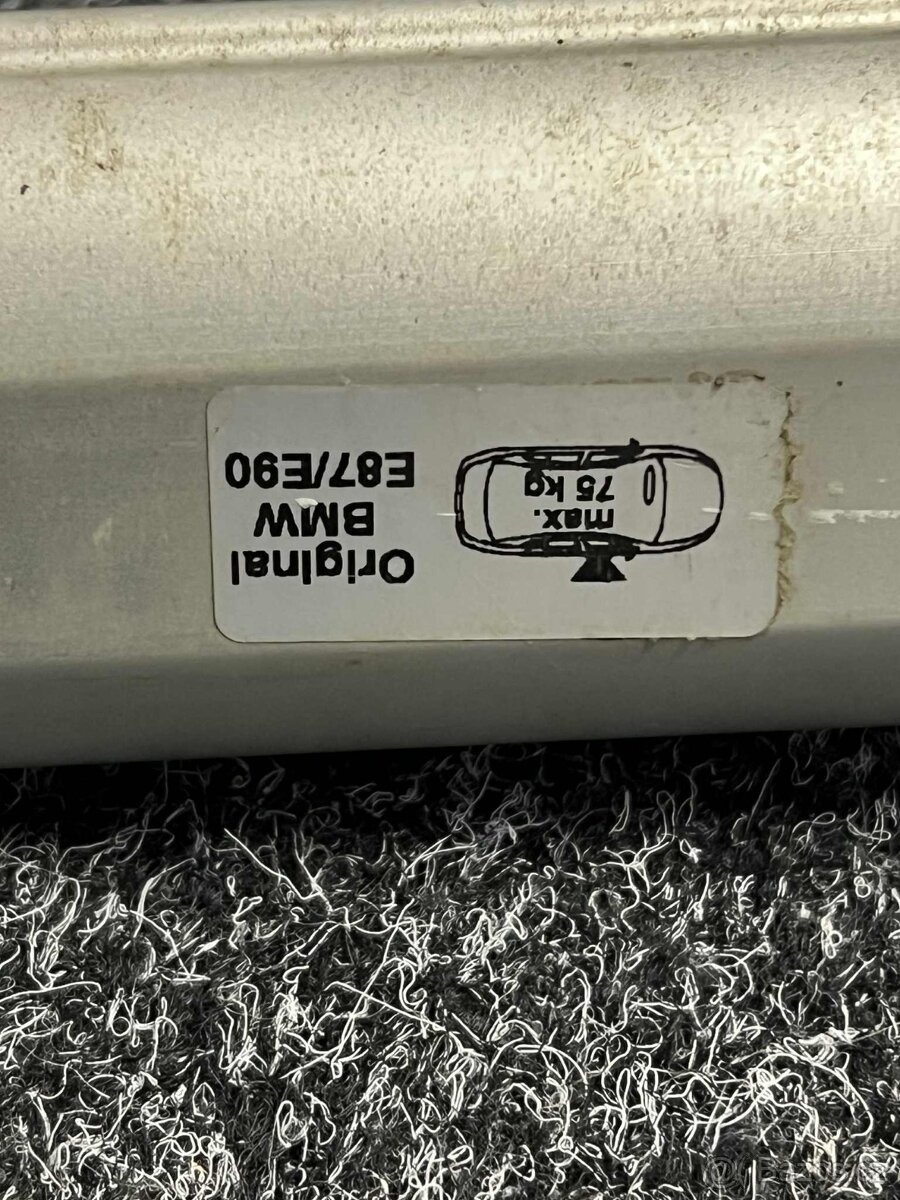 max.
75 kg
Original
BMW
E87/E90